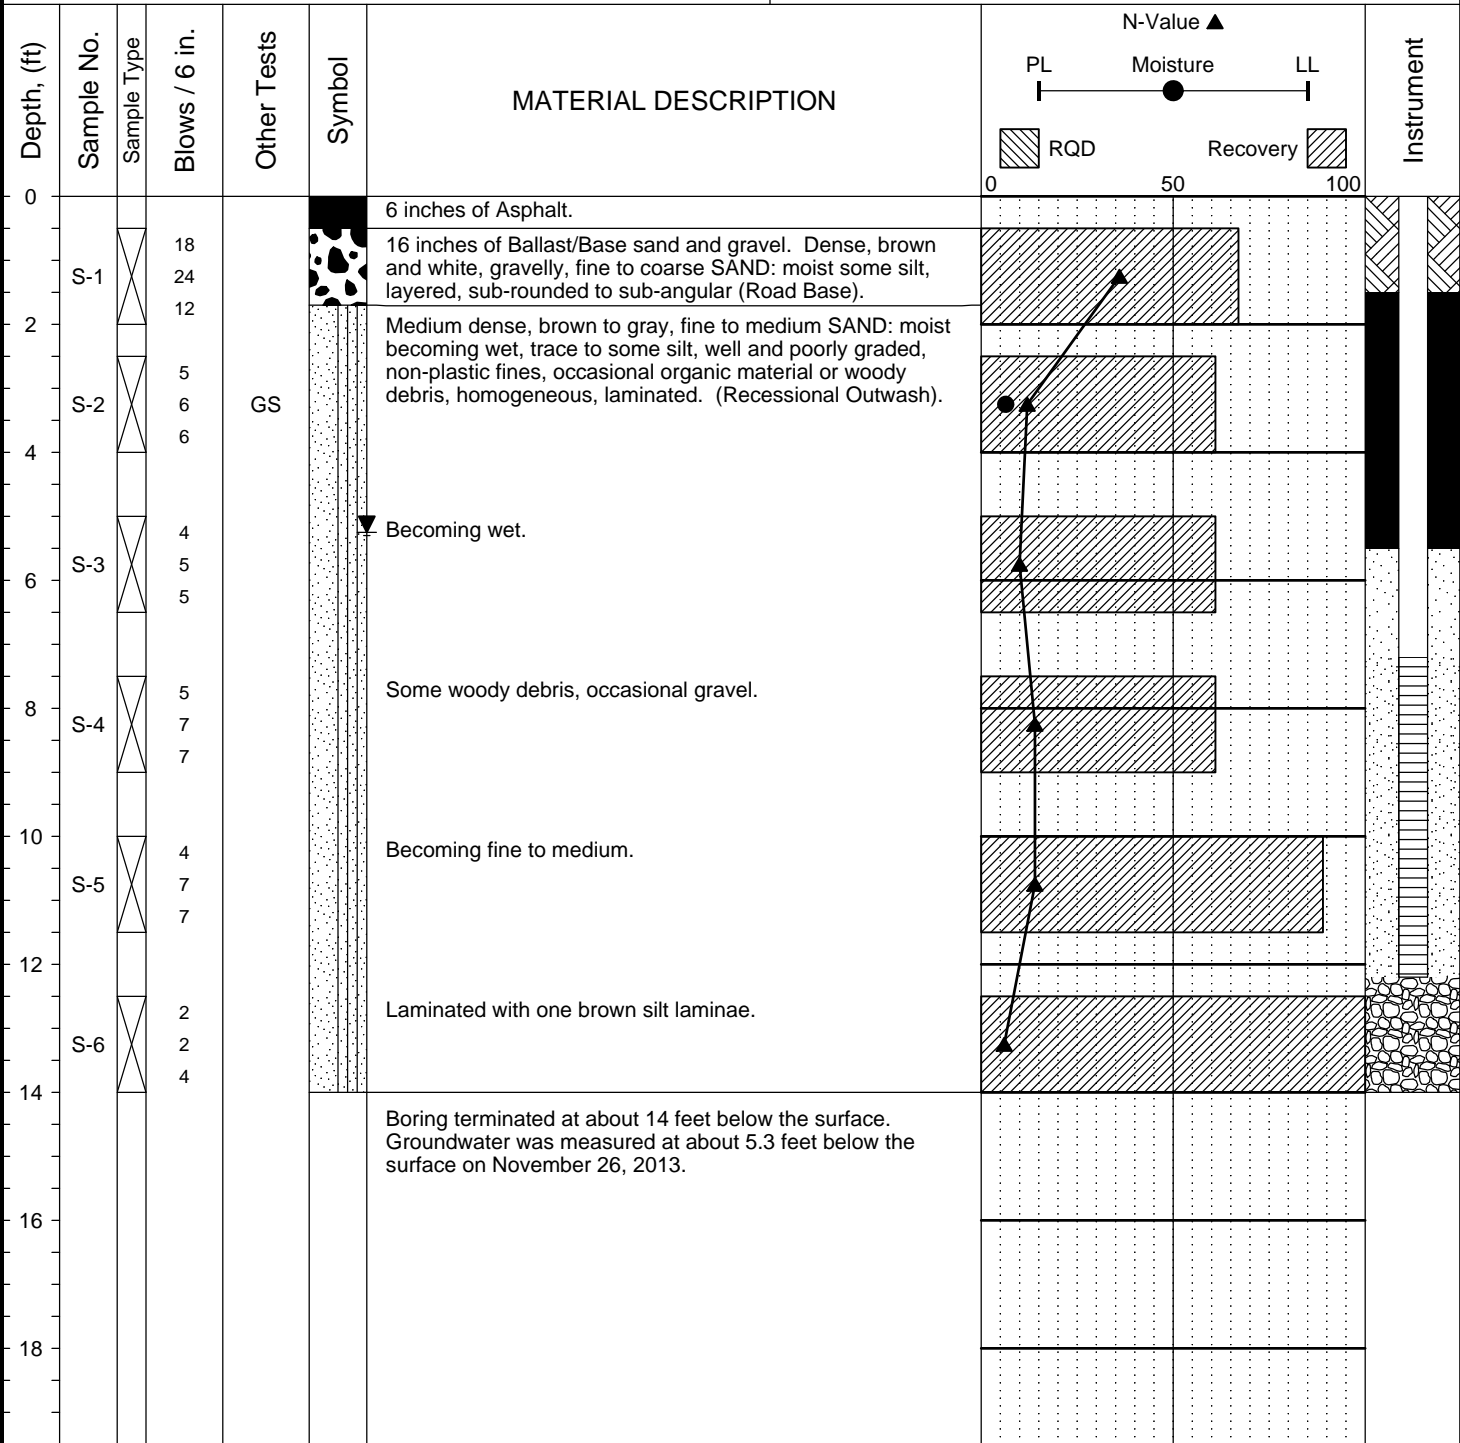 Depth, (ft)
Sample No.
Sample Type
Blows / 6 in.
Other Tests
Symbol
MATERIAL DESCRIPTION
N-Value
PL Moisture LL
RQD Recovery
0 50 100
Instrument
0
6 inches of Asphalt.
S-1
18
24
12
16 inches of Ballast/Base sand and gravel. Dense, brown
and white, gravelly, fine to coarse SAND: moist some silt,
layered, sub-rounded to sub-angular (Road Base).
2
Medium dense, brown to gray, fine to medium SAND: moist
becoming wet, trace to some silt, well and poorly graded,
non-plastic fines, occasional organic material or woody
debris, homogeneous, laminated. (Recessional Outwash).
S-2
5
6
6
GS
4
S-3
4
5
5
Becoming wet.
6
S-4
5
7
7
Some woody debris, occasional gravel.
8
10
S-5
4
7
7
Becoming fine to medium.
12
S-6
2
2
4
Laminated with one brown silt laminae.
14
Boring terminated at about 14 feet below the surface.
Groundwater was measured at about 5.3 feet below the
surface on November 26, 2013.
16
18